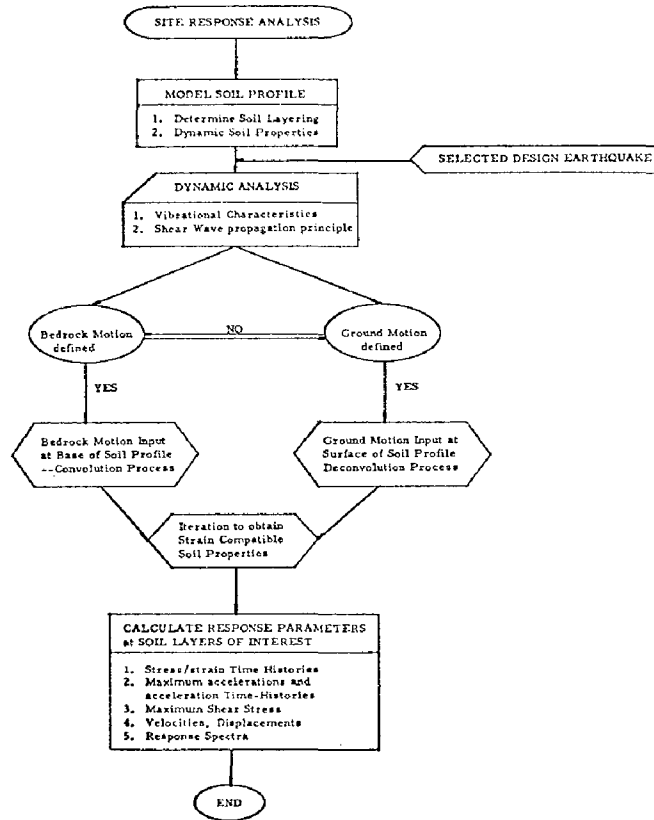 SITE RESPONSE ANALYSIS
MODEL SOIL PROFILE
1. Determine Soil Layering
2. Dynamic Soil Properties
SELECTED DESIGN EARTHQUAKE
DYNAMIC ANALYSIS
1. Vibrational Characteristics
2. Shear Wave propagation principle
Bedrock Motion
defined
NO
Ground Motion
defined
YES
YES
Bedrock Motion Input
at Base of Soil Profile
--Convolution Process
Ground Motion Input at
Surface of Soil Profile
Deconvolution Process
Iteration to obtain
Strain Compatible
Soil Properties
CALCULATE RESPONSE PARAMETERS
at SOIL LAYERS OF INTEREST
1. Stress/strain Time Histories
2. Maximum accelerations and
acceleration Time-Histories
3. Maximum Shear Stress
4. Velocities, Displacements
5. Response Spectra
END